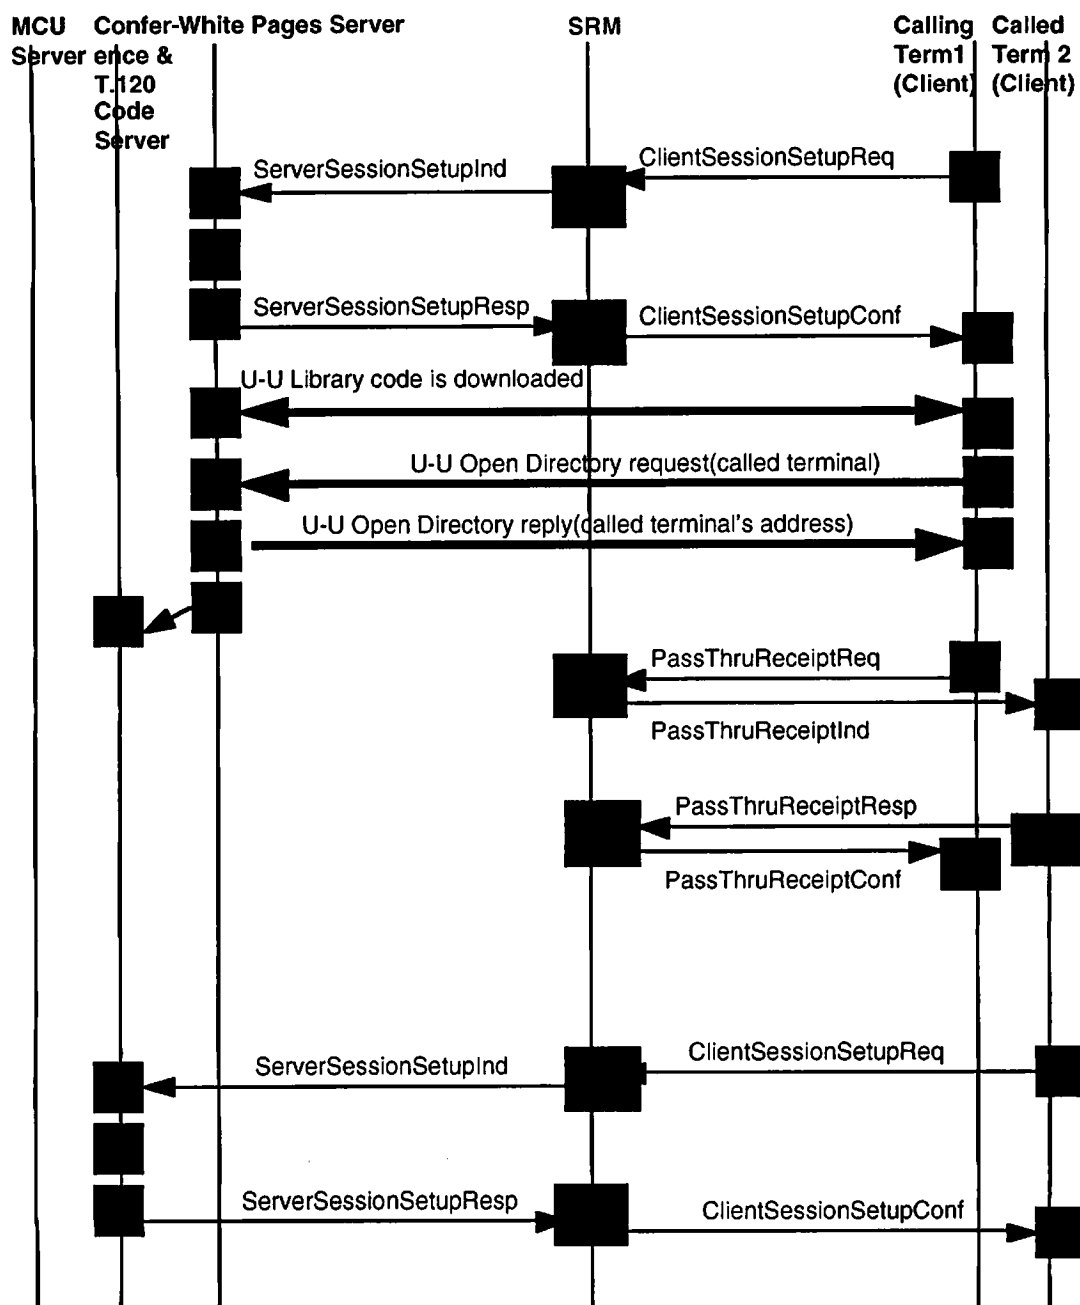 MCU
Server
Confer-
ence &
T.120
Code
Server
White Pages Server
SRM
Calling
Term1
(Client)
Called
Term 2
(Client)
ClientSessionSetupReq
ServerSessionSetupInd
ServerSessionSetupResp
ClientSessionSetupConf
U-U Library code is downloaded
U-U Open Directory request(called terminal)
U-U Open Directory reply(called terminal's address)
PassThruReceiptReq
PassThruReceiptInd
PassThruReceiptResp
PassThruReceiptConf
ClientSessionSetupReq
ServerSessionSetupInd
ServerSessionSetupResp
ClientSessionSetupConf